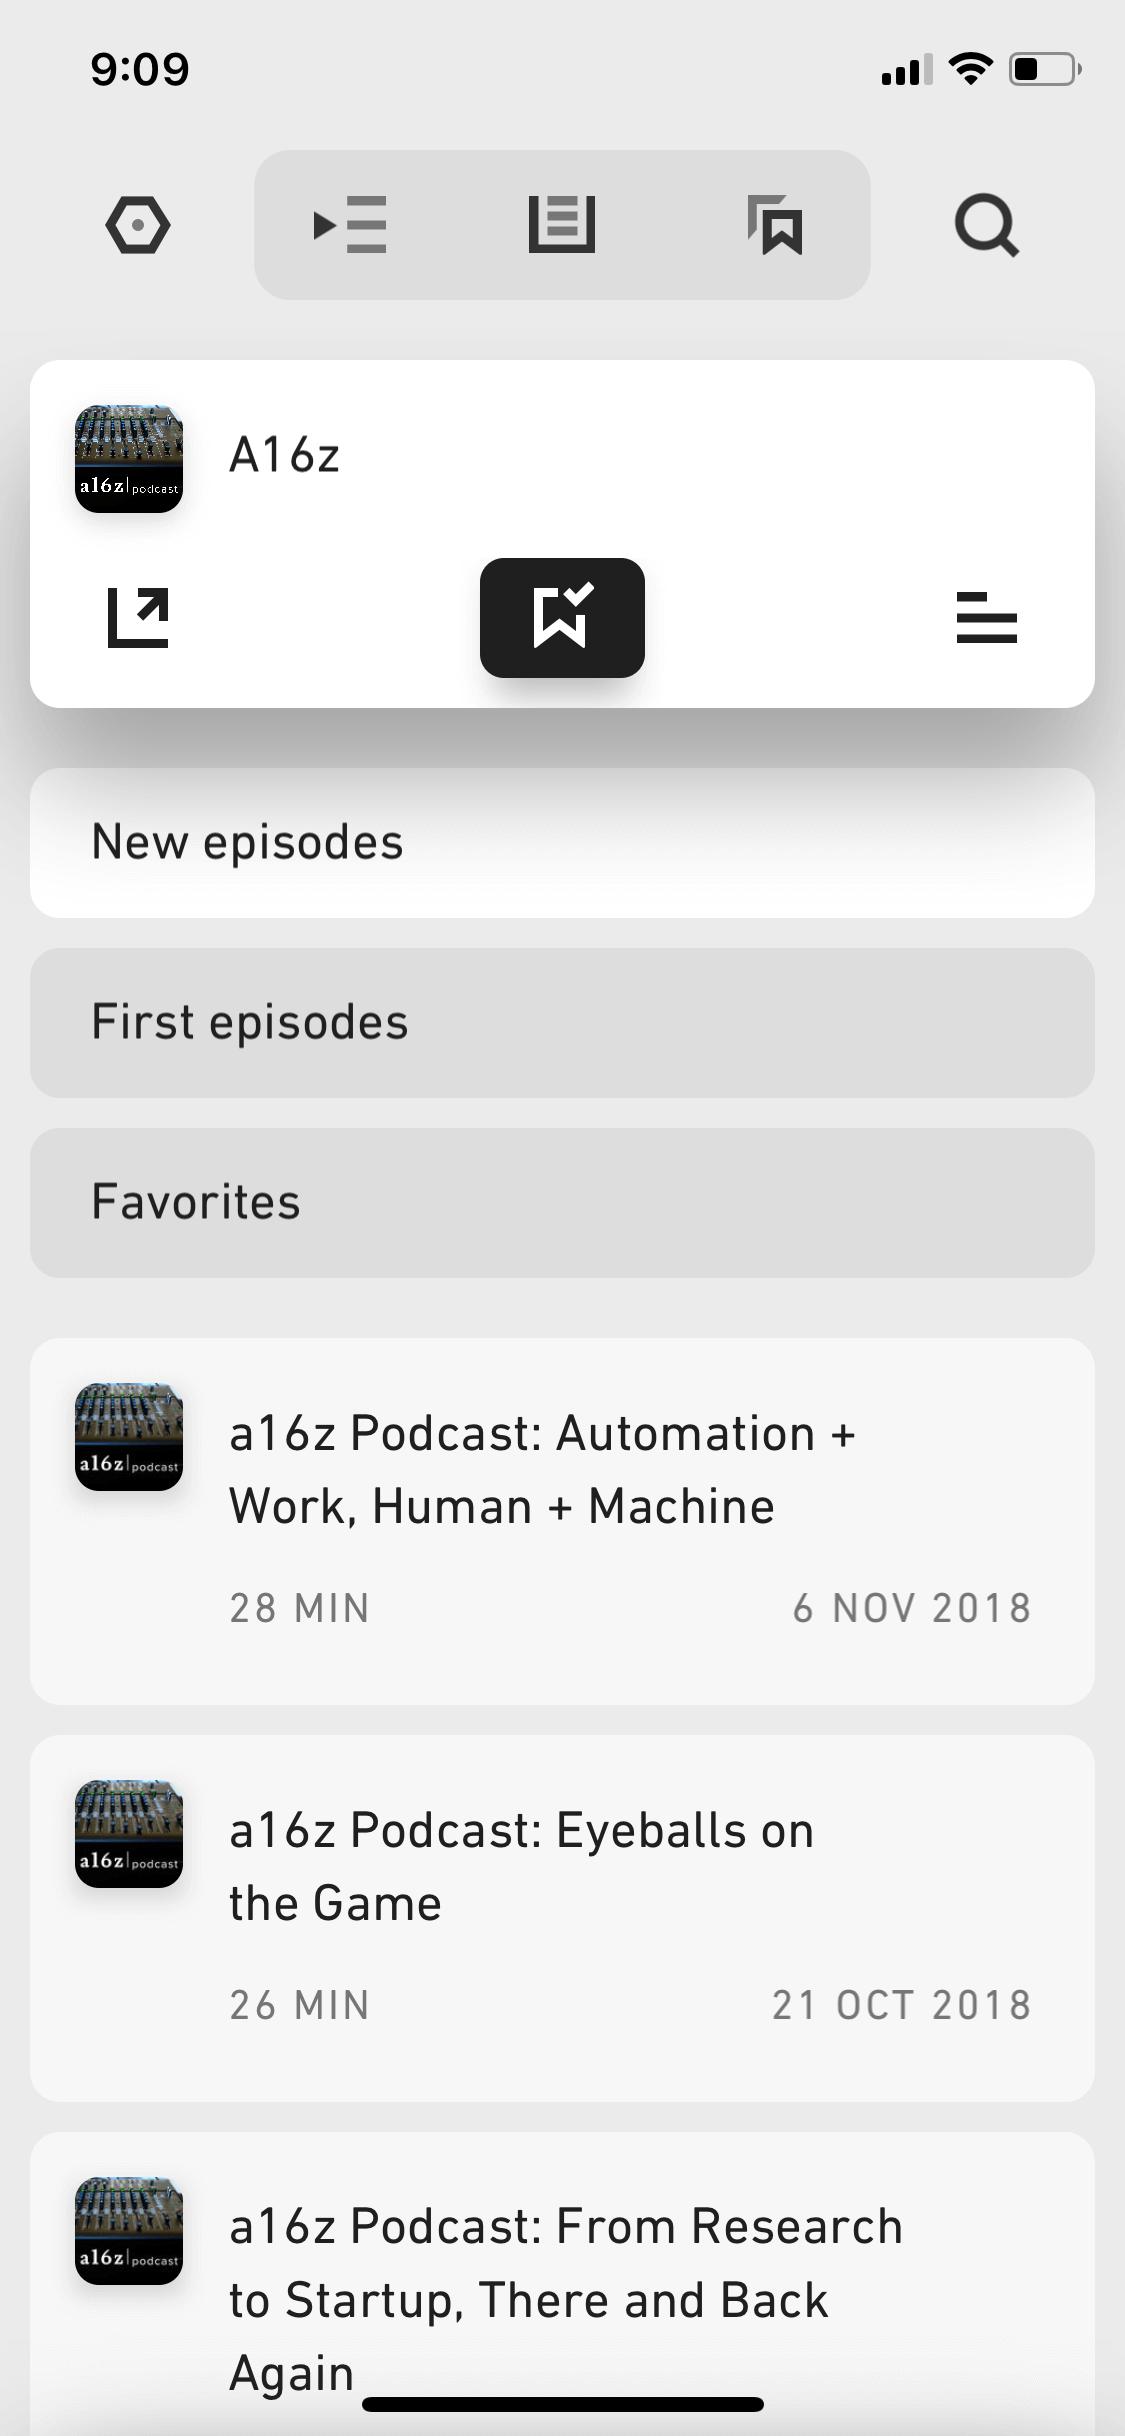 9:09
a16z|podcast
A16z
New episodes
First episodes
Favorites
a16z|podcast
a16z Podcast: Automation +
Work, Human + Machine
28 MIN 6 NOV 2018
a16z|podcast
a16z Podcast: Eyeballs on
the Game
26 MIN 21 OCT 2018
a16z|podcast
a16z Podcast: From Research
to Startup, There and Back
Again